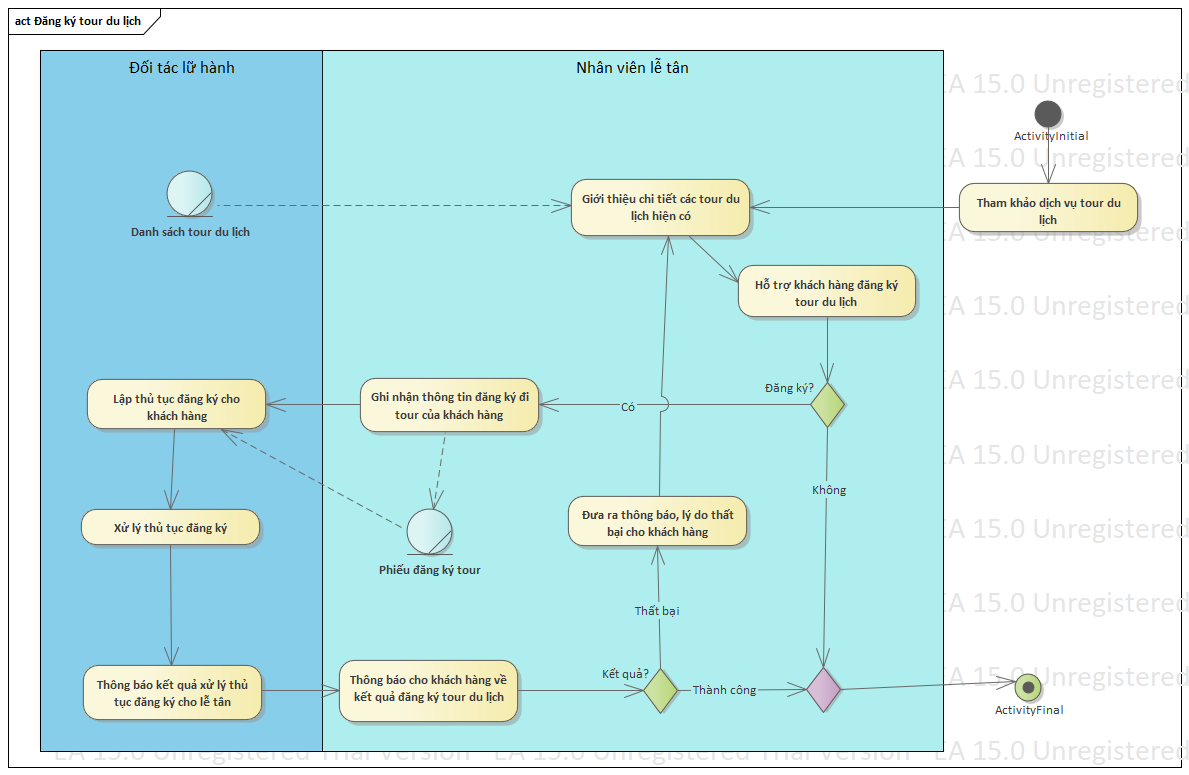 act Đăng ký tour du lịch
Đối tác lữ hành
Nhân viên lễ tân
EA 15.0 Unregistered
ActivityInitial
EA 15.0 Unregistered
Giới thiệu chi tiết các tour du
lịch hiện có
Tham khảo dịch vụ tour du
lịch
Danh sách tour du lịch
EA 15.0 Unregistered
Hỗ trợ khách hàng đăng ký
tour du lịch
EA 15.0 Unregistered
Đăng ký?
EA 15.0 Unregistered
Lập thủ tục đăng ký cho
khách hàng
Ghi nhận thông tin đăng ký đi
tour của khách hàng
Có
EA 15.0 Unregistered
Không
Đưa ra thông báo, lý do thất
bại cho khách hàng
Xử lý thủ tục đăng ký
EA 15.0 Unregistered
Phiếu đăng ký tour
Thất bại
EA 15.0 Unregistered
Kết quả?
EA 15.0 Unregistered
Thông báo kết quả xử lý thủ
tục đăng ký cho lễ tân
Thông báo cho khách hàng về
kết quả đăng ký tour du lịch
Thành công
ActivityFinal
EA 15.0 Unregistered Trial Version
EA 15.0 Unregistered Trial Version
EA 15.0 Unregistered